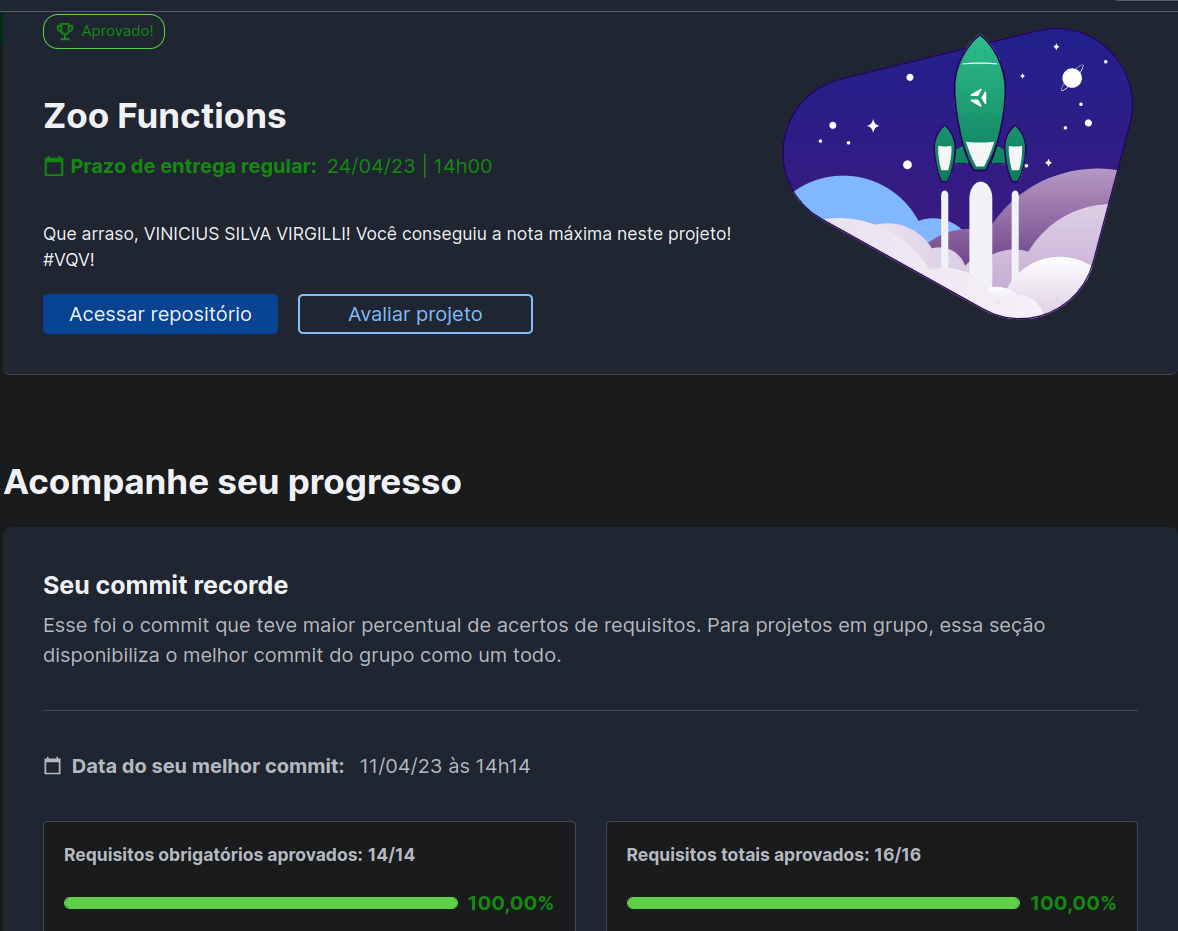 Aprovado!
Zoo Functions
Prazo de entrega regular: 24/04/23 | 14h00
Que arraso, VINICIUS SILVA VIRGILLI! Você conseguiu a nota máxima neste projeto!
#VQV!
Acessar repositório
Avaliar projeto
Acompanhe seu progresso
Seu commit recorde
Esse foi o commit que teve maior percentual de acertos de requisitos. Para projetos em grupo, essa seção
disponibiliza o melhor commit do grupo como um todo.
Data do seu melhor commit: 11/04/23 às 14h14
Requisitos obrigatórios aprovados: 14/14
100,00%
Requisitos totais aprovados: 16/16
100,00%